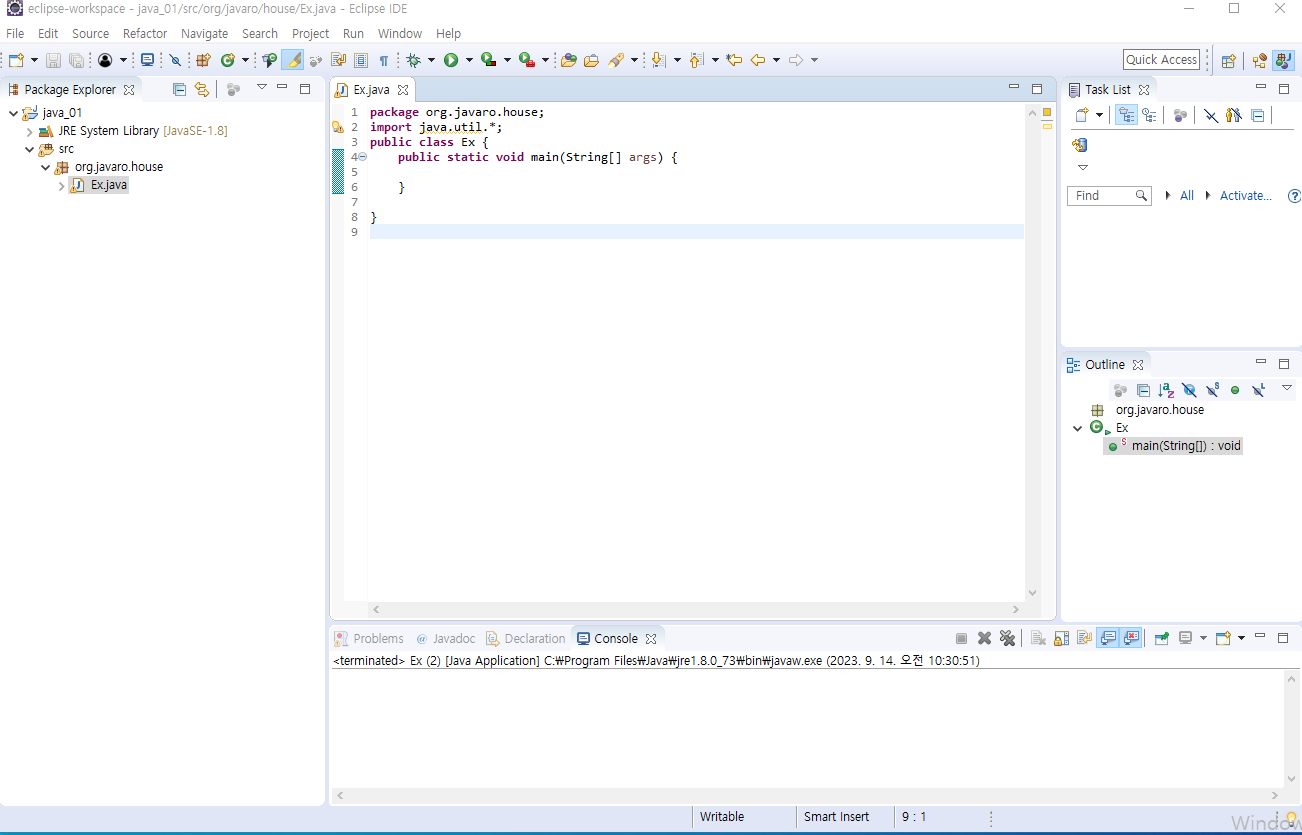 eclipse-workspace - java_01/src/org/javaro/house/Ex.java - Eclipse IDE
File Edit Source Refactor Navigate Search Project Run Window Help
Quick Access
Package Explorer
java_01
JRE System Library [JavaSE-1.8]
src
org.javaro.house
Ex.java
Ex.java
1 package org.javaro.house;
2 import java.util.*;
3 public class Ex {
4 public static void main(String[] args) {
5
6 }
7
8 }
9
Task List
Find All Activate...
Outline
org.javaro.house
Ex
main(String[]) : void
Problems Javadoc Declaration Console
<terminated> Ex (2) [Java Application] C:₩Program Files₩Java₩jre1.8.0_73₩bin₩javaw.exe (2023. 9. 14. 오전 10:30:51)
Writable Smart Insert 9 : 1
Window